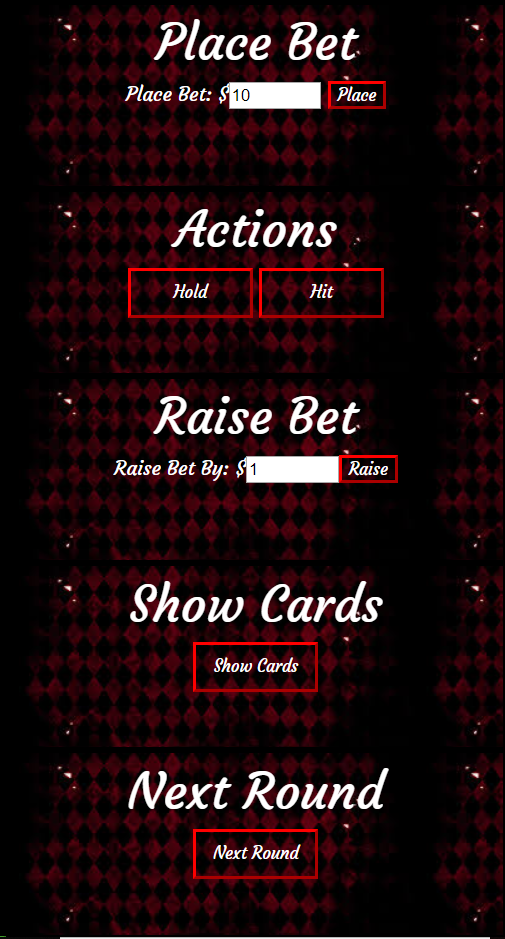 Place Bet
Place Bet: $10 Place
Actions
Hold Hit
Raise Bet
Raise Bet By: $1 Raise
Show Cards
Show Cards
Next Round
Next Round